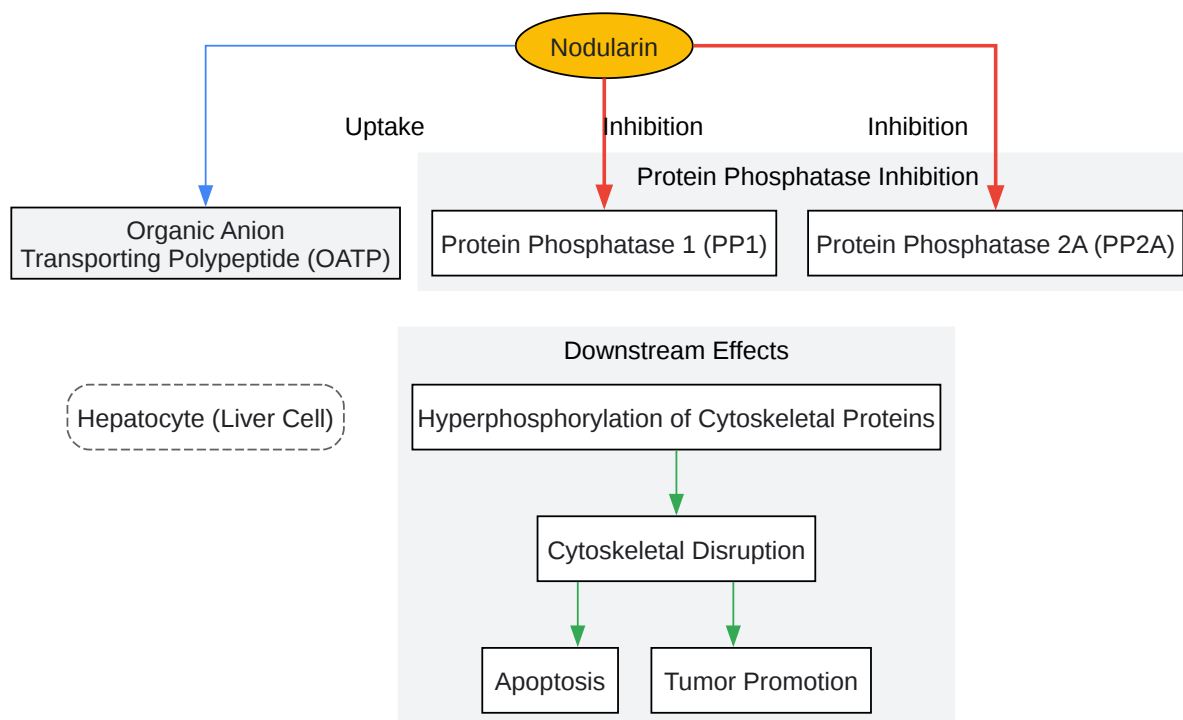 Nodularin
Uptake
Inhibition
Inhibition
Protein Phosphatase Inhibition
Organic Anion
Transporting Polypeptide (OATP)
Protein Phosphatase 1 (PP1)
Protein Phosphatase 2A (PP2A)
Downstream Effects
Hepatocyte (Liver Cell)
Hyperphosphorylation of Cytoskeletal Proteins
Cytoskeletal Disruption
Apoptosis
Tumor Promotion